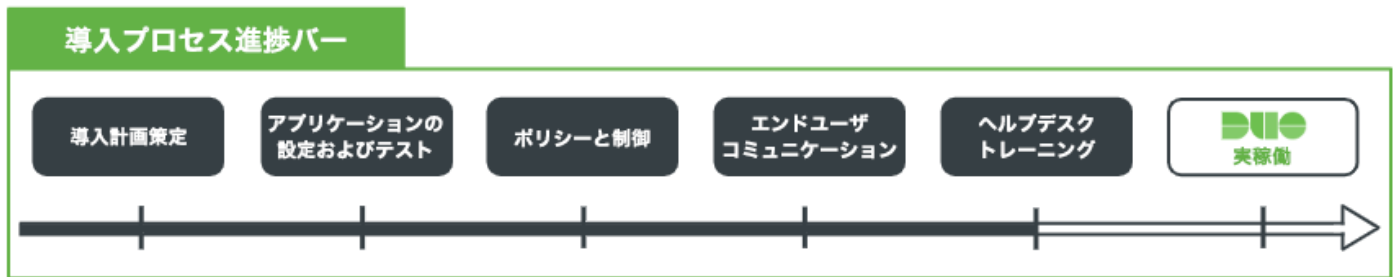 導入プロセス進捗バー
導入計画策定
アプリケーションの
設定およびテスト
ポリシーと制御
エンドユーザ
コミュニケーション
ヘルプデスク
トレーニング
DUO
実稼働